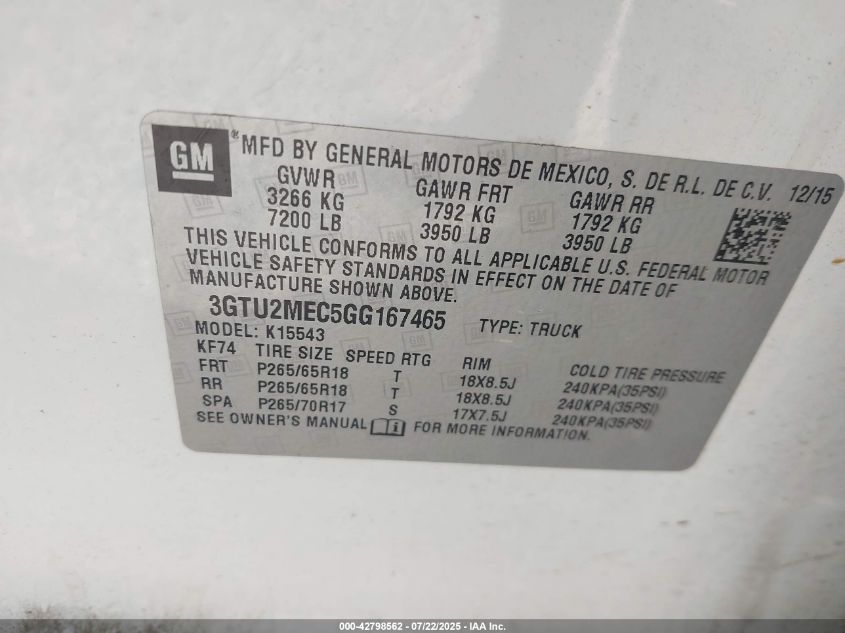 GM ® MFD BY GENERAL MOTORS DE MEXICO, S. DE R.L. DE C.V. 12/15
GVWR GAWR FRT GAWR RR
3266 KG 1792 KG 1792 KG
7200 LB 3950 LB 3950 LB
THIS VEHICLE CONFORMS TO ALL APPLICABLE U.S. FEDERAL MOTOR
VEHICLE SAFETY STANDARDS IN EFFECT ON THE DATE OF
MANUFACTURE SHOWN ABOVE.
3GTU2MEC5GG167465 TYPE: TRUCK
MODEL: K15543
KF74 TIRE SIZE SPEED RTG RIM COLD TIRE PRESSURE
FRT P265/65R18 T 18X8.5J 240KPA(35PSI)
RR P265/65R18 T 18X8.5J 240KPA(35PSI)
SPA P265/70R17 S 17X7.5J 240KPA(35PSI)
SEE OWNER'S MANUAL i FOR MORE INFORMATION.
000-42798562 | 07/22/2025 - IAA Inc.